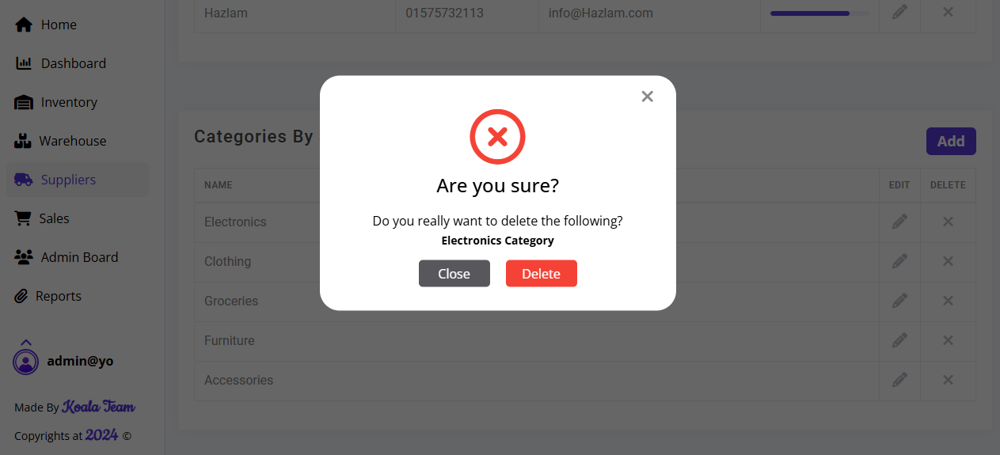 Home
Dashboard
Inventory
Warehouse
Suppliers
Sales
Admin Board
Reports
admin@yo
Made By Koala Team
Copyrights at 2024 ©
Hazlam 01575732113 info@Hazlam.com
Categories By
Add
NAME EDIT DELETE
Electronics
Clothing
Groceries
Furniture
Accessories
Are you sure?
Do you really want to delete the following?
Electronics Category
Close Delete